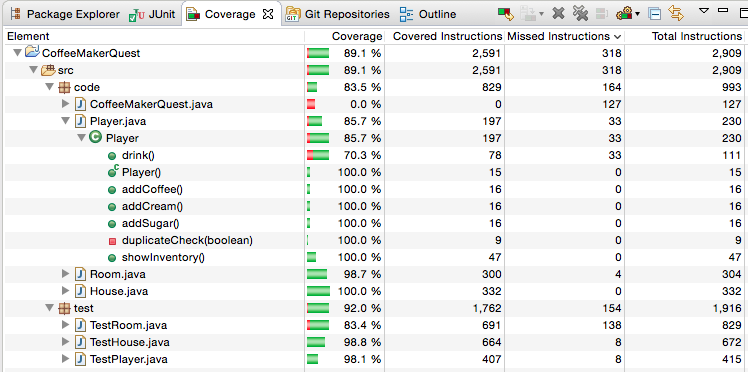 Package Explorer JUnit Coverage Git Repositories Outline
Element Coverage Covered Instructions Missed Instructions Total Instructions
CoffeeMakerQuest 89.1 % 2,591 318 2,909
src 89.1 % 2,591 318 2,909
code 83.5 % 829 164 993
CoffeeMakerQuest.java 0.0 % 0 127 127
Player.java 85.7 % 197 33 230
Player 85.7 % 197 33 230
drink() 70.3 % 78 33 111
Player() 100.0 % 15 0 15
addCoffee() 100.0 % 16 0 16
addCream() 100.0 % 16 0 16
addSugar() 100.0 % 16 0 16
duplicateCheck(boolean) 100.0 % 9 0 9
showInventory() 100.0 % 47 0 47
Room.java 98.7 % 300 4 304
House.java 100.0 % 332 0 332
test 92.0 % 1,762 154 1,916
TestRoom.java 83.4 % 691 138 829
TestHouse.java 98.8 % 664 8 672
TestPlayer.java 98.1 % 407 8 415